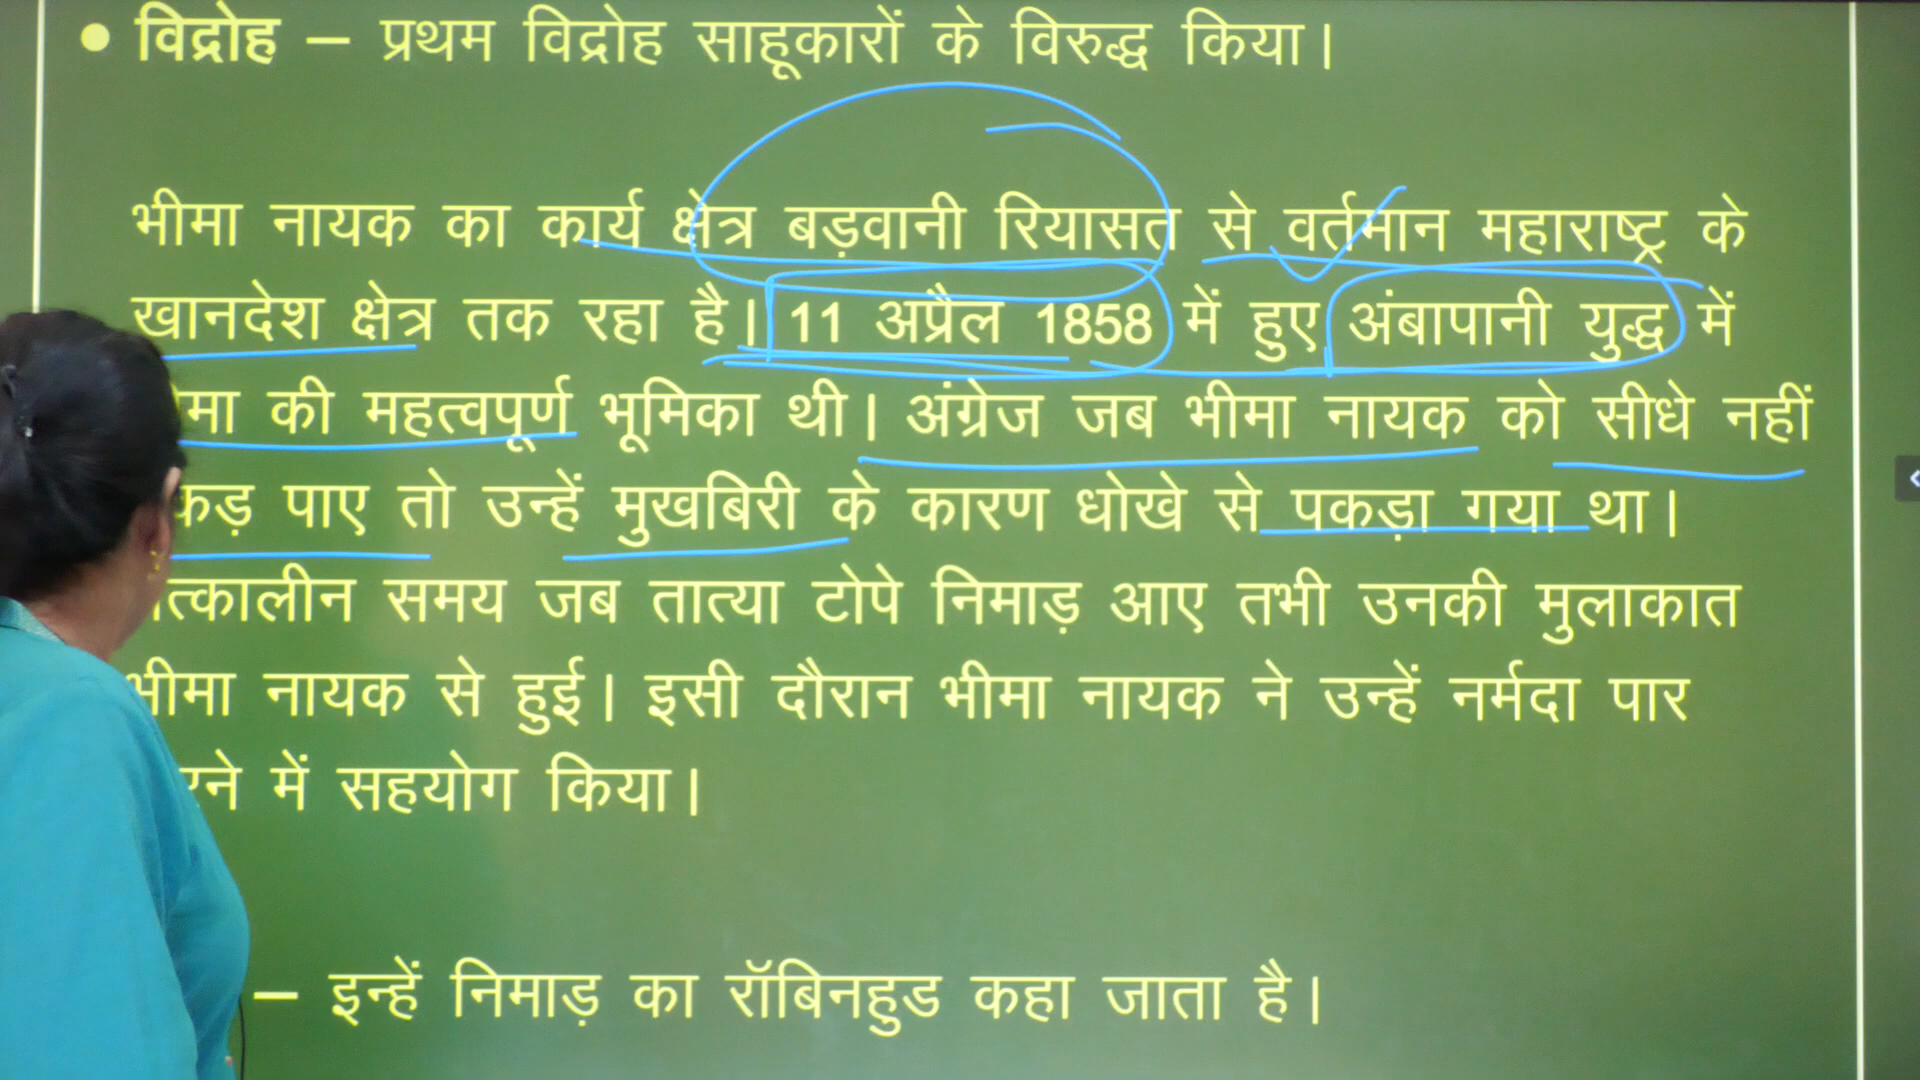 • विद्रोह – प्रथम विद्रोह साहूकारों के विरुद्ध किया।
भीमा नायक का कार्य क्षेत्र बड़वानी रियासत से वर्तमान महाराष्ट्र के
खानदेश क्षेत्र तक रहा है। 11 अप्रैल 1858 में हुए अंबापानी युद्ध में
की महत्वपूर्ण भूमिका थी। अंग्रेज जब भीमा नायक को सीधे नहीं
पाए तो उन्हें मुखबिरी के कारण धोखे से पकड़ा गया था।
समय जब तात्या टोपे निमाड़ आए तभी उनकी मुलाकात
भीमा नायक से हुई। इसी दौरान भीमा नायक ने उन्हें नर्मदा पार
में सहयोग किया।
– इन्हें निमाड़ का रॉबिनहुड कहा जाता है।